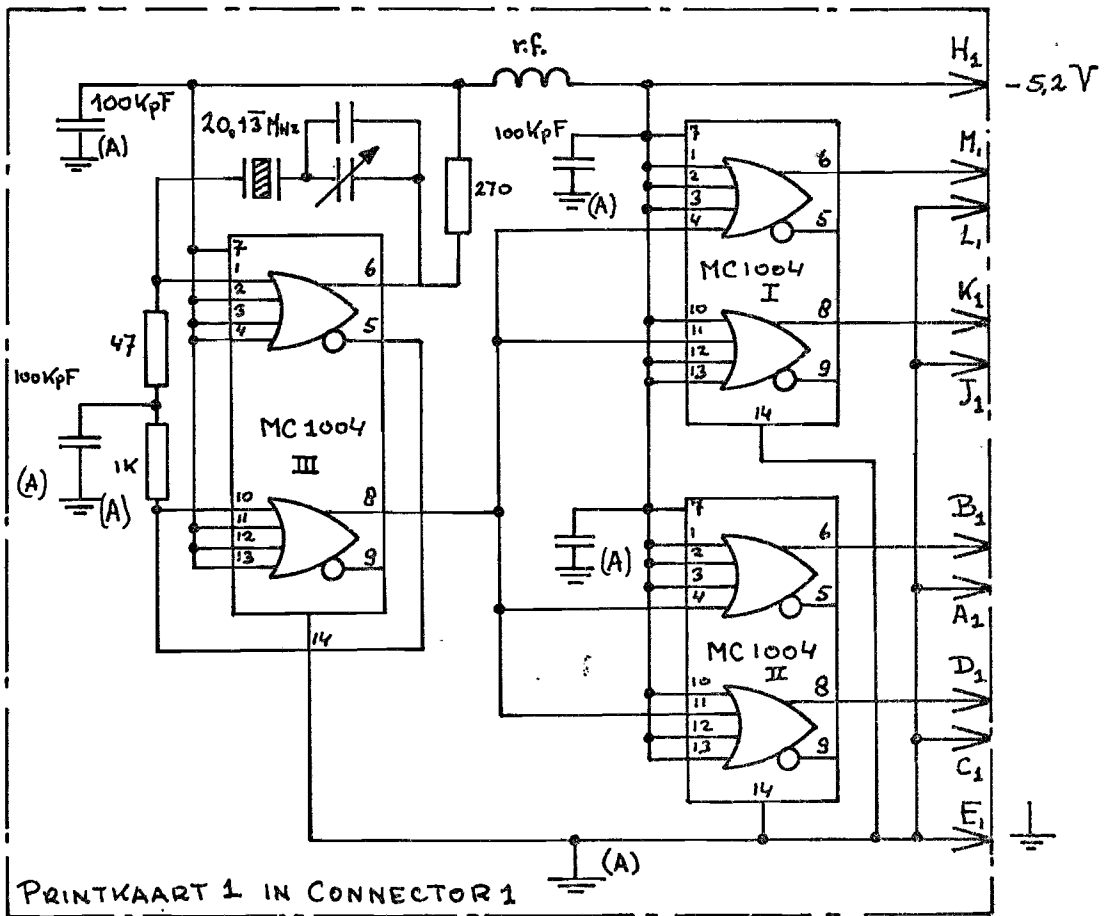 r.f.
H1
-5,2 V
100KpF
(A)
20,13 MHz
270
100KpF
(A)
7
1
2
3
4
6
5
MC1004
I
10
11
12
13
8
9
14
M1
L1
K1
J1
7
1
2
3
4
6
5
47
100KpF
(A)
(A)
1K
MC1004
III
10
11
12
13
8
9
14
(A)
7
1
2
3
4
6
5
MC1004
II
10
11
12
13
8
9
14
B1
A1
D1
C1
E1
(A)
PRINTKAART 1 IN CONNECTOR 1